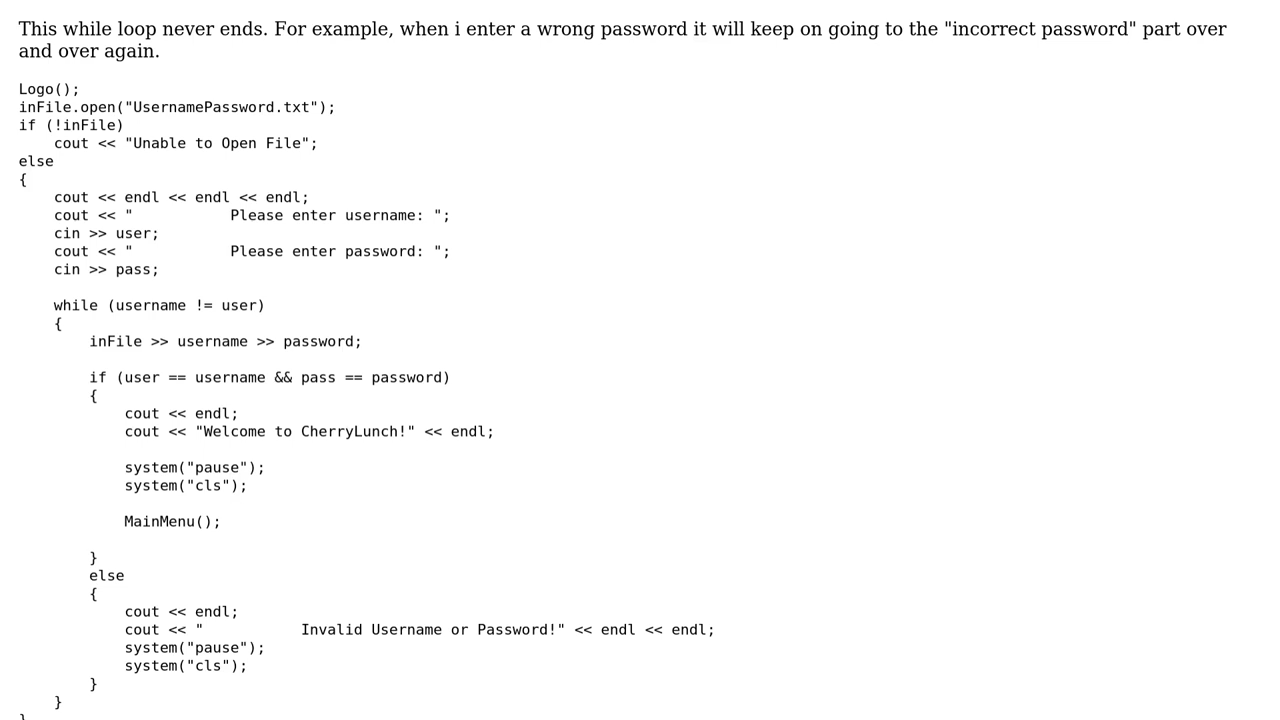 This while loop never ends. For example, when i enter a wrong password it will keep on going to the "incorrect password" part over
and over again.
Logo();
inFile.open("UsernamePassword.txt");
if (!inFile)
    cout << "Unable to Open File";
else
{
    cout << endl << endl << endl;
    cout << "           Please enter username: ";
    cin >> user;
    cout << "           Please enter password: ";
    cin >> pass;

    while (username != user)
    {
        inFile >> username >> password;

        if (user == username && pass == password)
        {
            cout << endl;
            cout << "Welcome to CherryLunch!" << endl;

            system("pause");
            system("cls");

            MainMenu();

        }
        else
        {
            cout << endl;
            cout << "           Invalid Username or Password!" << endl << endl;
            system("pause");
            system("cls");
        }
    }
}